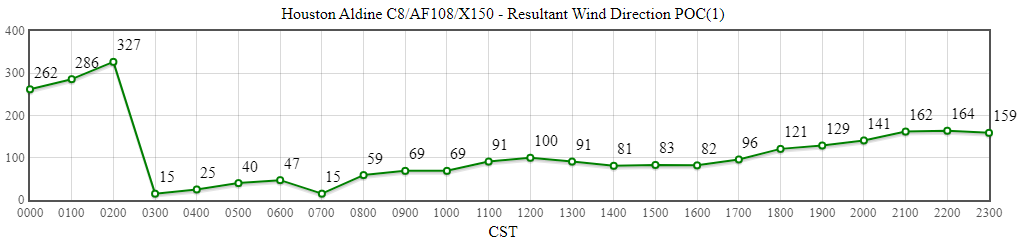 Houston Aldine C8/AF108/X150 - Resultant Wind Direction POC(1)
400
300
200
100
0
262 286 327 15 25 40 47 15 59 69 69 91 100 91 81 83 82 96 121 129 141 162 164 159
0000 0100 0200 0300 0400 0500 0600 0700 0800 0900 1000 1100 1200 1300 1400 1500 1600 1700 1800 1900 2000 2100 2200 2300
CST